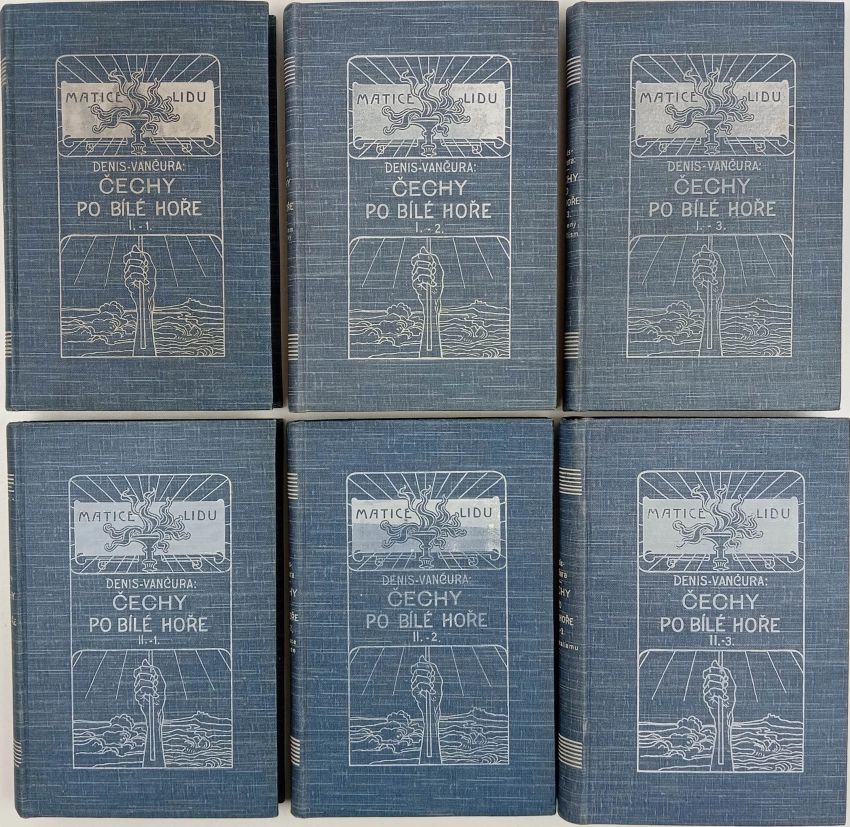 MATICE LIDU
DENIS-VANČURA:
ČECHY
PO BÍLÉ HOŘE
I.-1.
MATICE LIDU
DENIS-VANČURA:
ČECHY
PO BÍLÉ HOŘE
I.-2.
MATICE LIDU
DENIS-VANČURA:
ČECHY
PO BÍLÉ HOŘE
I.-3.
MATICE LIDU
DENIS-VANČURA:
ČECHY
PO BÍLÉ HOŘE
II.-1.
MATICE LIDU
DENIS-VANČURA:
ČECHY
PO BÍLÉ HOŘE
II.-2.
MATICE LIDU
DENIS-VANČURA:
ČECHY
PO BÍLÉ HOŘE
II.-3.